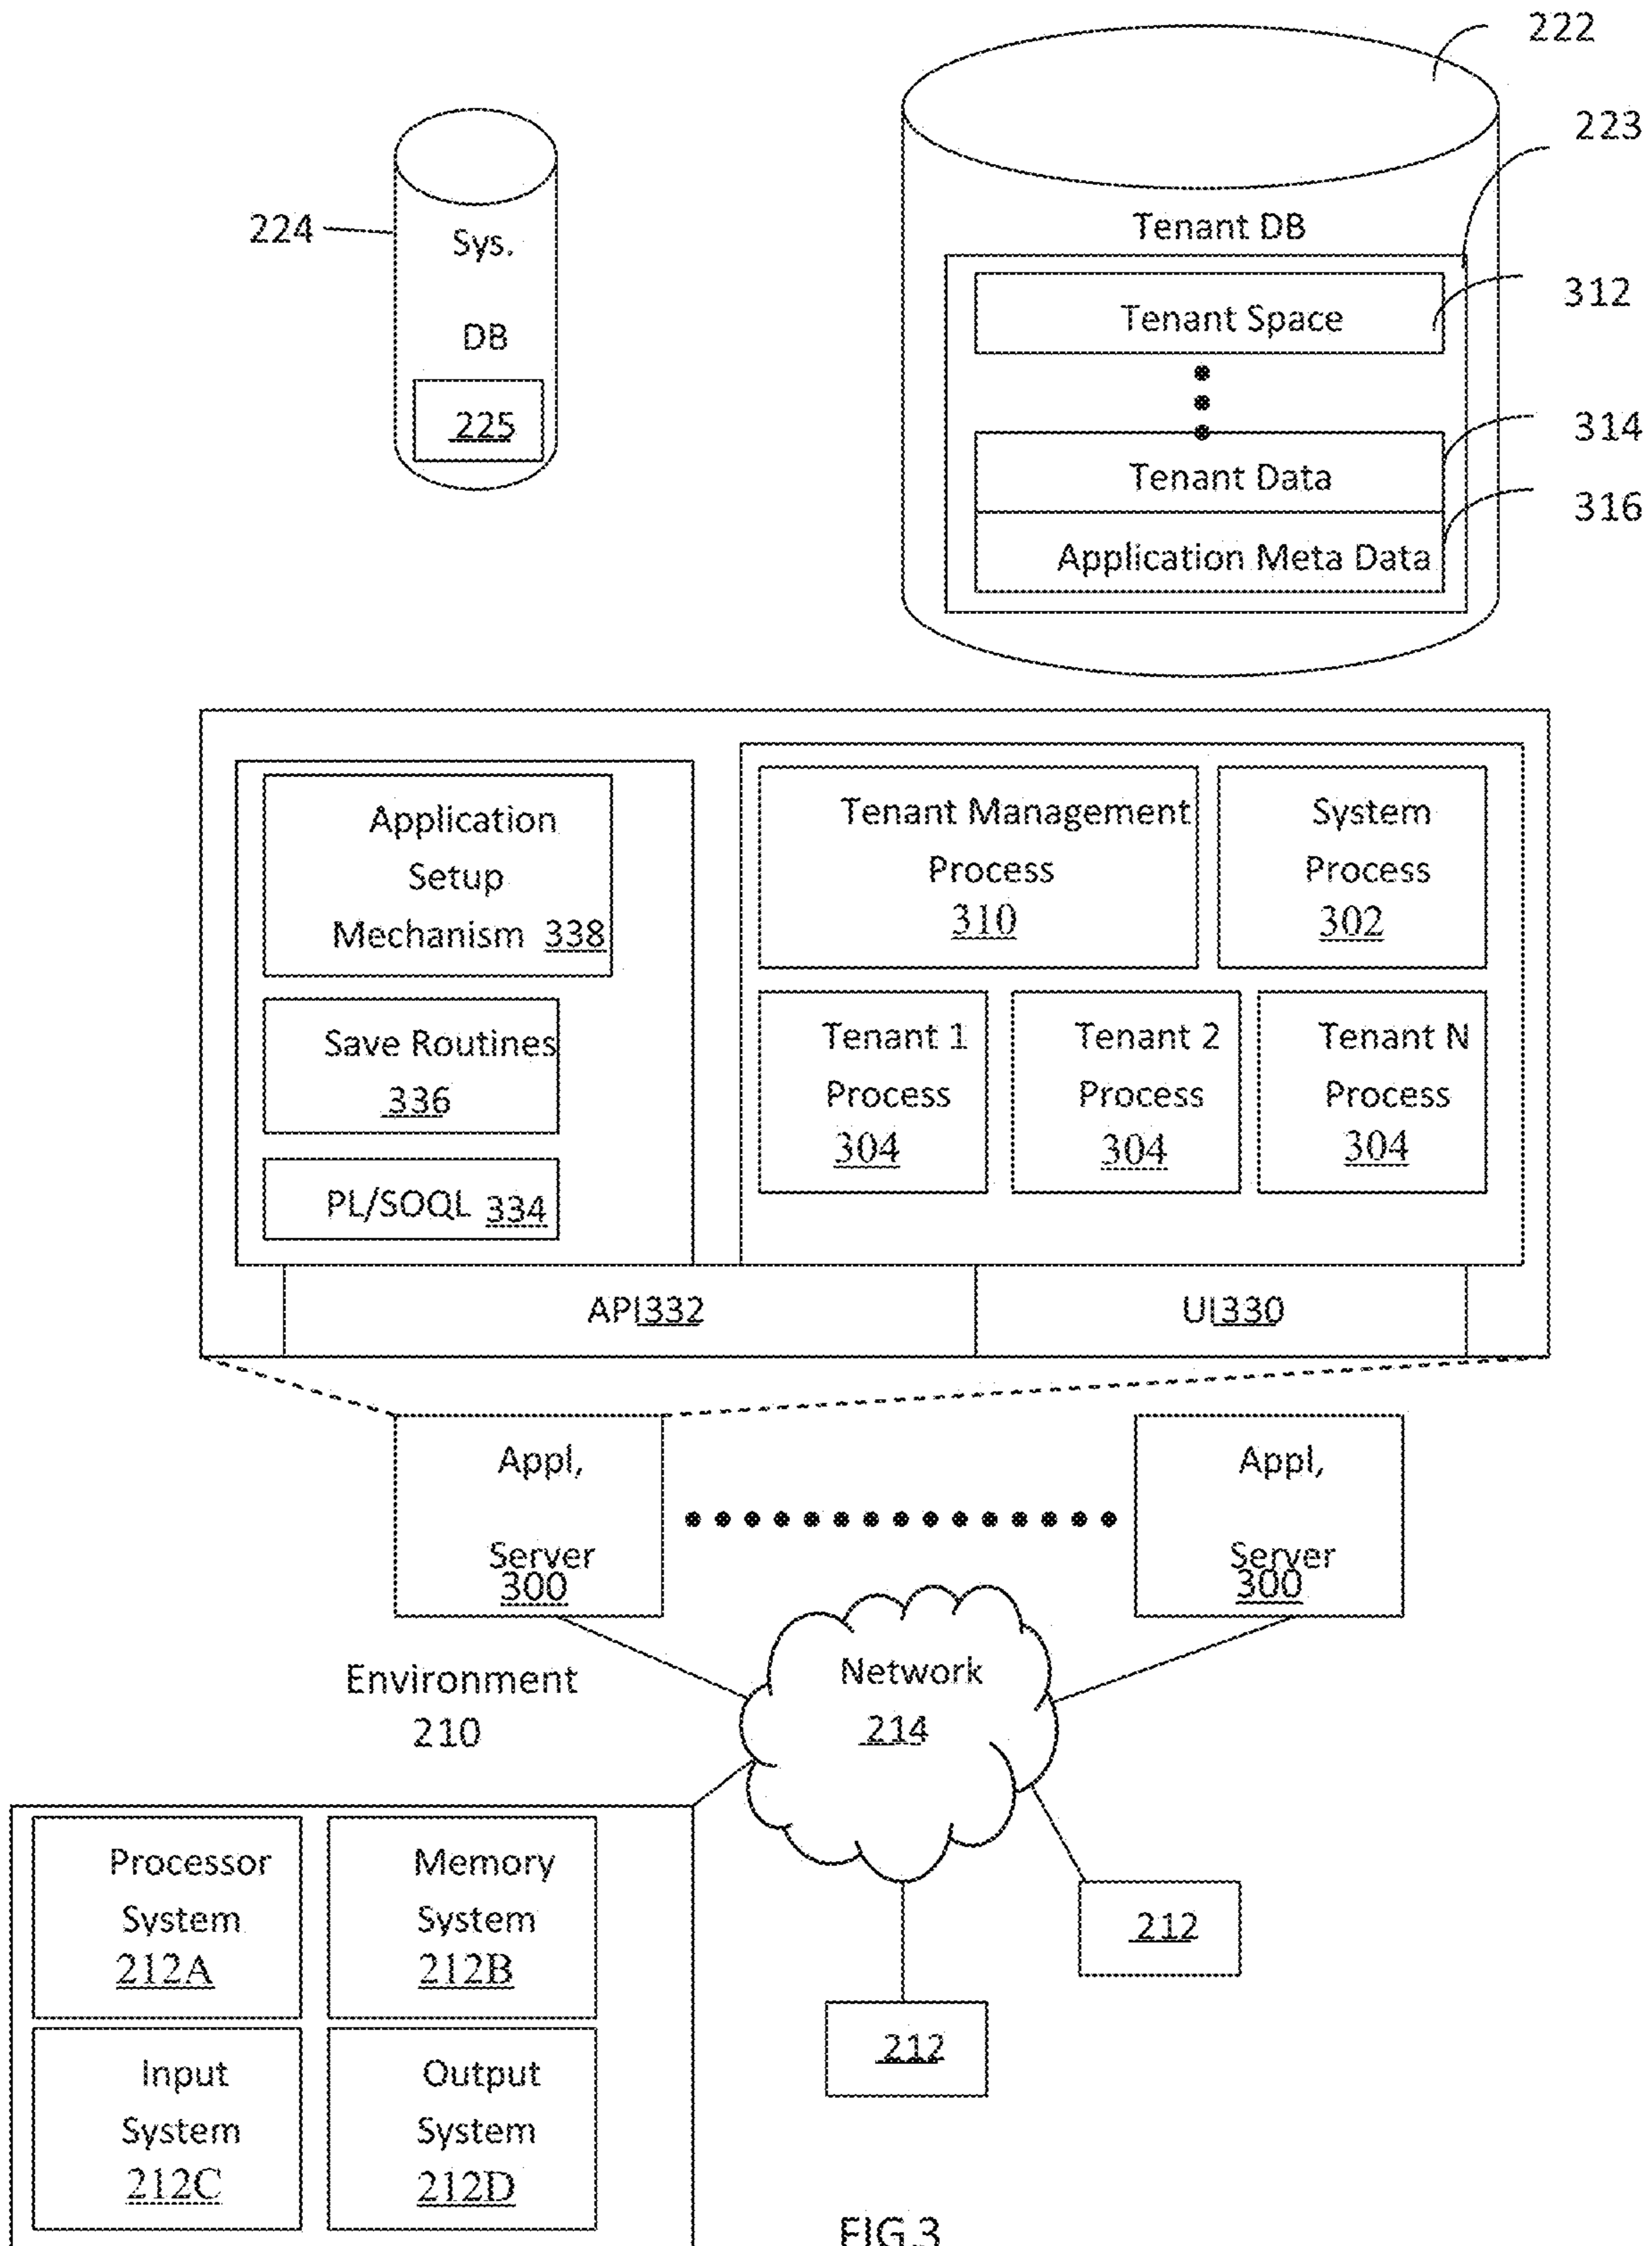 222
223
Tenant DB
224
Sys.
DB
225
Tenant Space
312
Tenant Data
314
Application Meta Data
316
Application
Setup
Mechanism 338
Save Routines
336
PL/SOQL 334
Tenant Management
Process
310
System
Process
302
Tenant 1
Process
304
Tenant 2
Process
304
Tenant N
Process
304
API332
UI330
Appl,
Server
300
Appl,
Server
300
Environment
210
Network
214
Processor
System
212A
Memory
System
212B
Input
System
212C
Output
System
212D
212
212
FIG.3